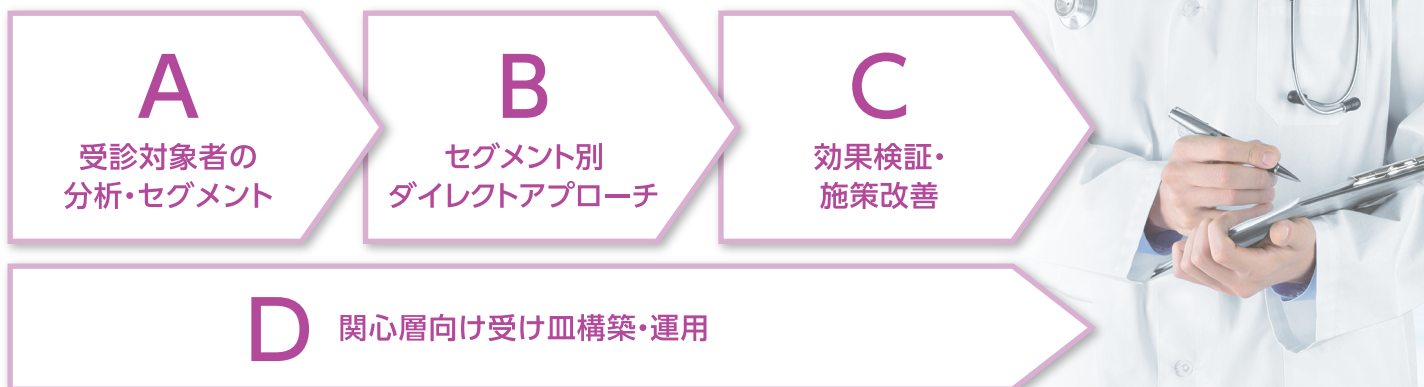 A
受診対象者の
分析・セグメント
B
セグメント別
ダイレクトアプローチ
C
効果検証・
施策改善
D 関心層向け受け皿構築・運用